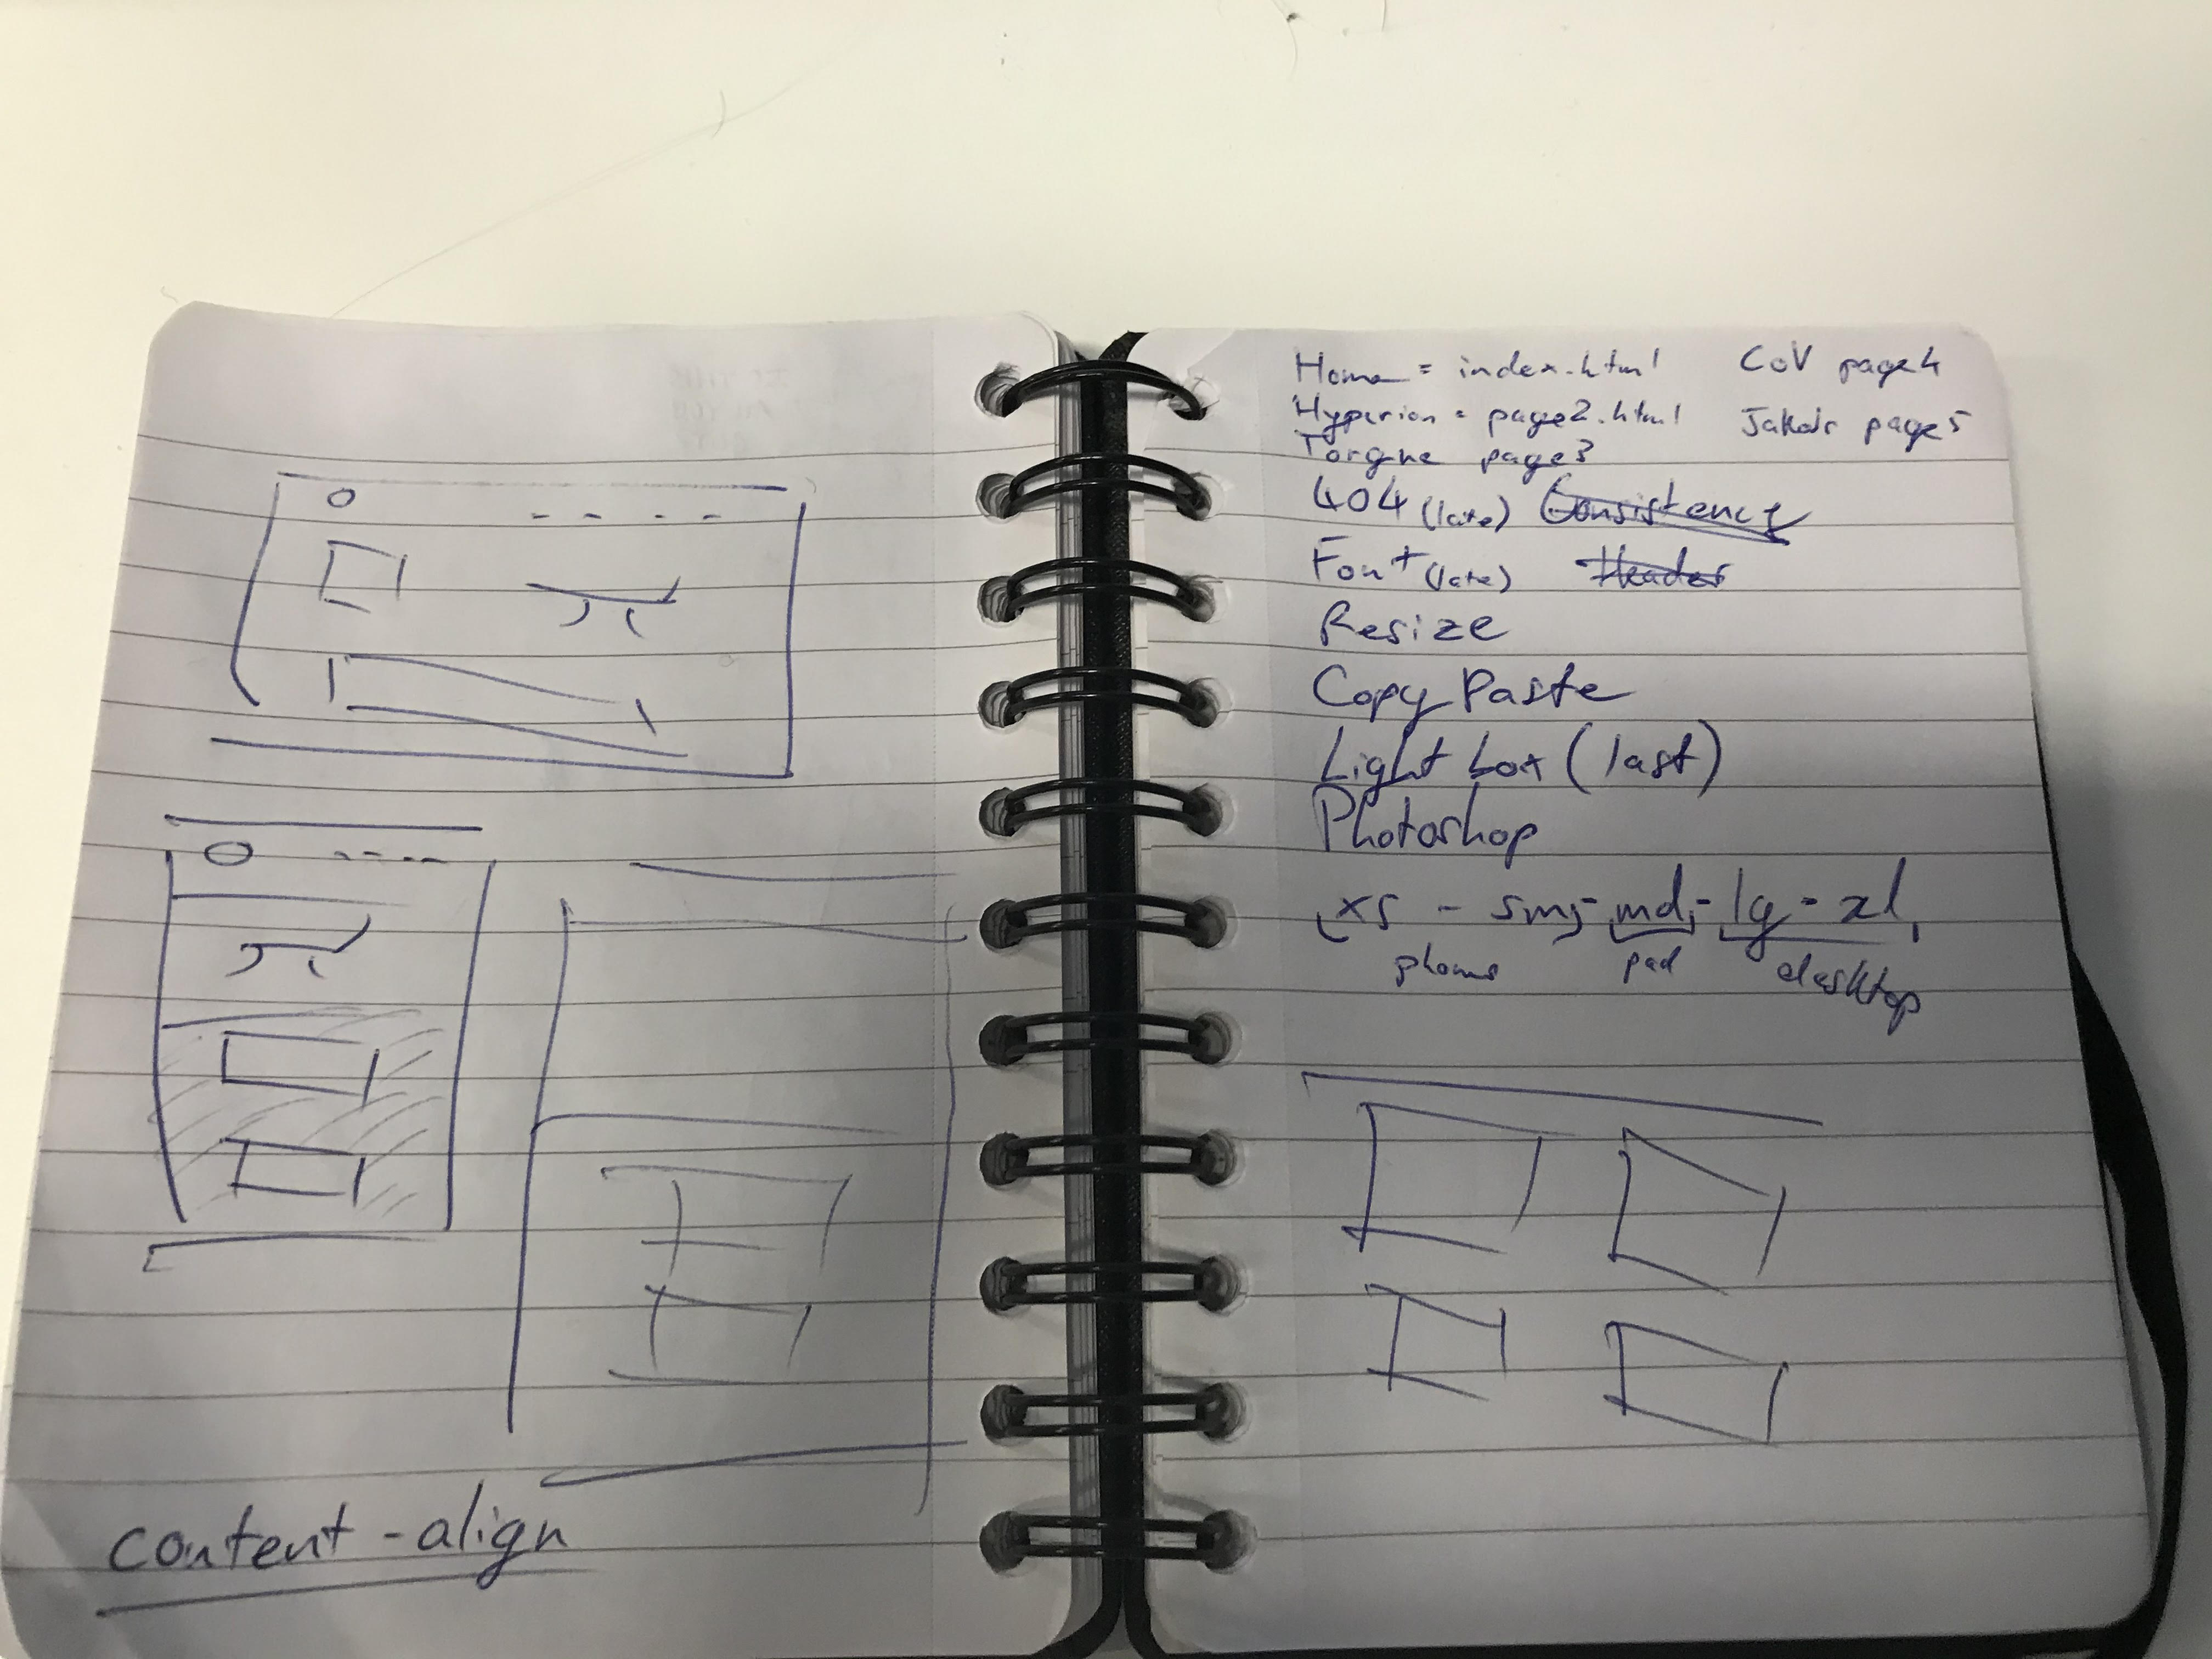 content-align
Home = index.html CoV page4
Hyperion = page2.html Jakobs page5
Torgue page3
404 (late) Consistency
Font (late) Header
Resize
Copy Paste
Light box (last)
Photoshop
xs - sm - md - lg - xl
phone pad desktop